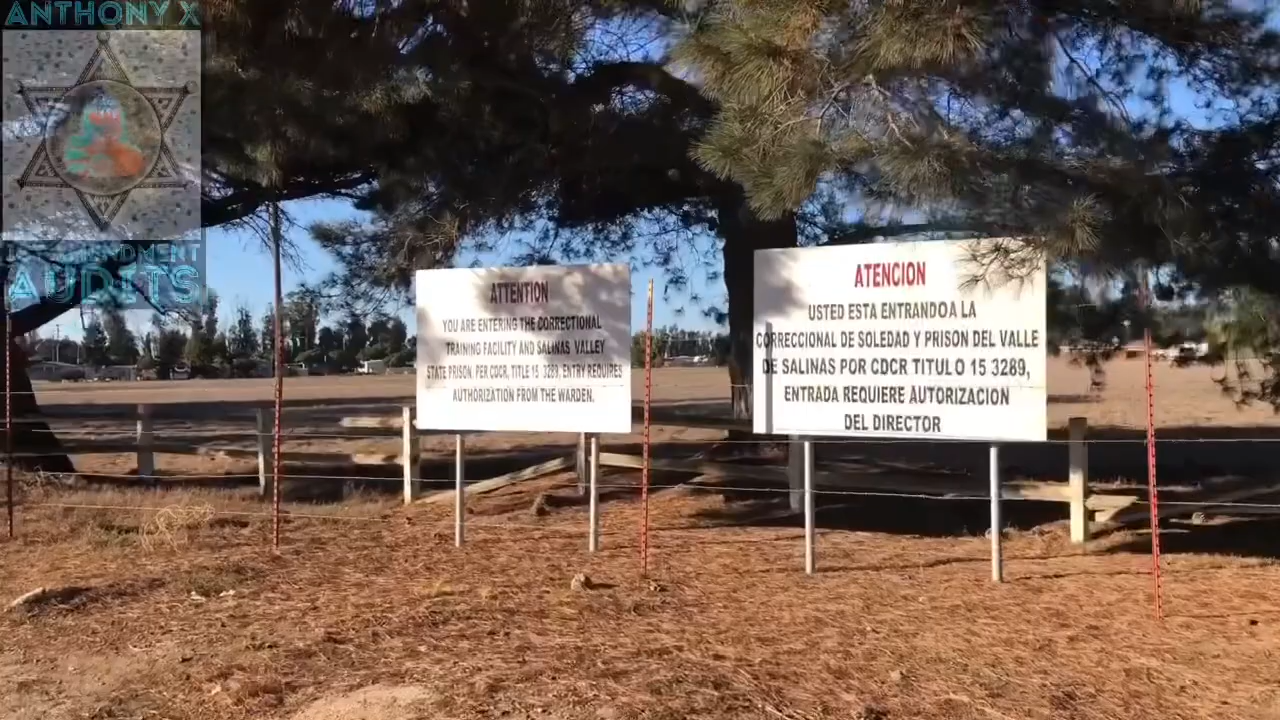 ANTHONY X
AUDITS
ATTENTION
YOU ARE ENTERING THE CORRECTIONAL
TRAINING FACILITY AND SALINAS VALLEY
STATE PRISON. PER CDCR, TITLE 15 3289, ENTRY REQUIRES
AUTHORIZATION FROM THE WARDEN.
ATENCION
USTED ESTA ENTRANDOA LA
CORRECCIONAL DE SOLEDAD Y PRISON DEL VALLE
DE SALINAS POR CDCR TITULO 15 3289,
ENTRADA REQUIERE AUTORIZACION
DEL DIRECTOR